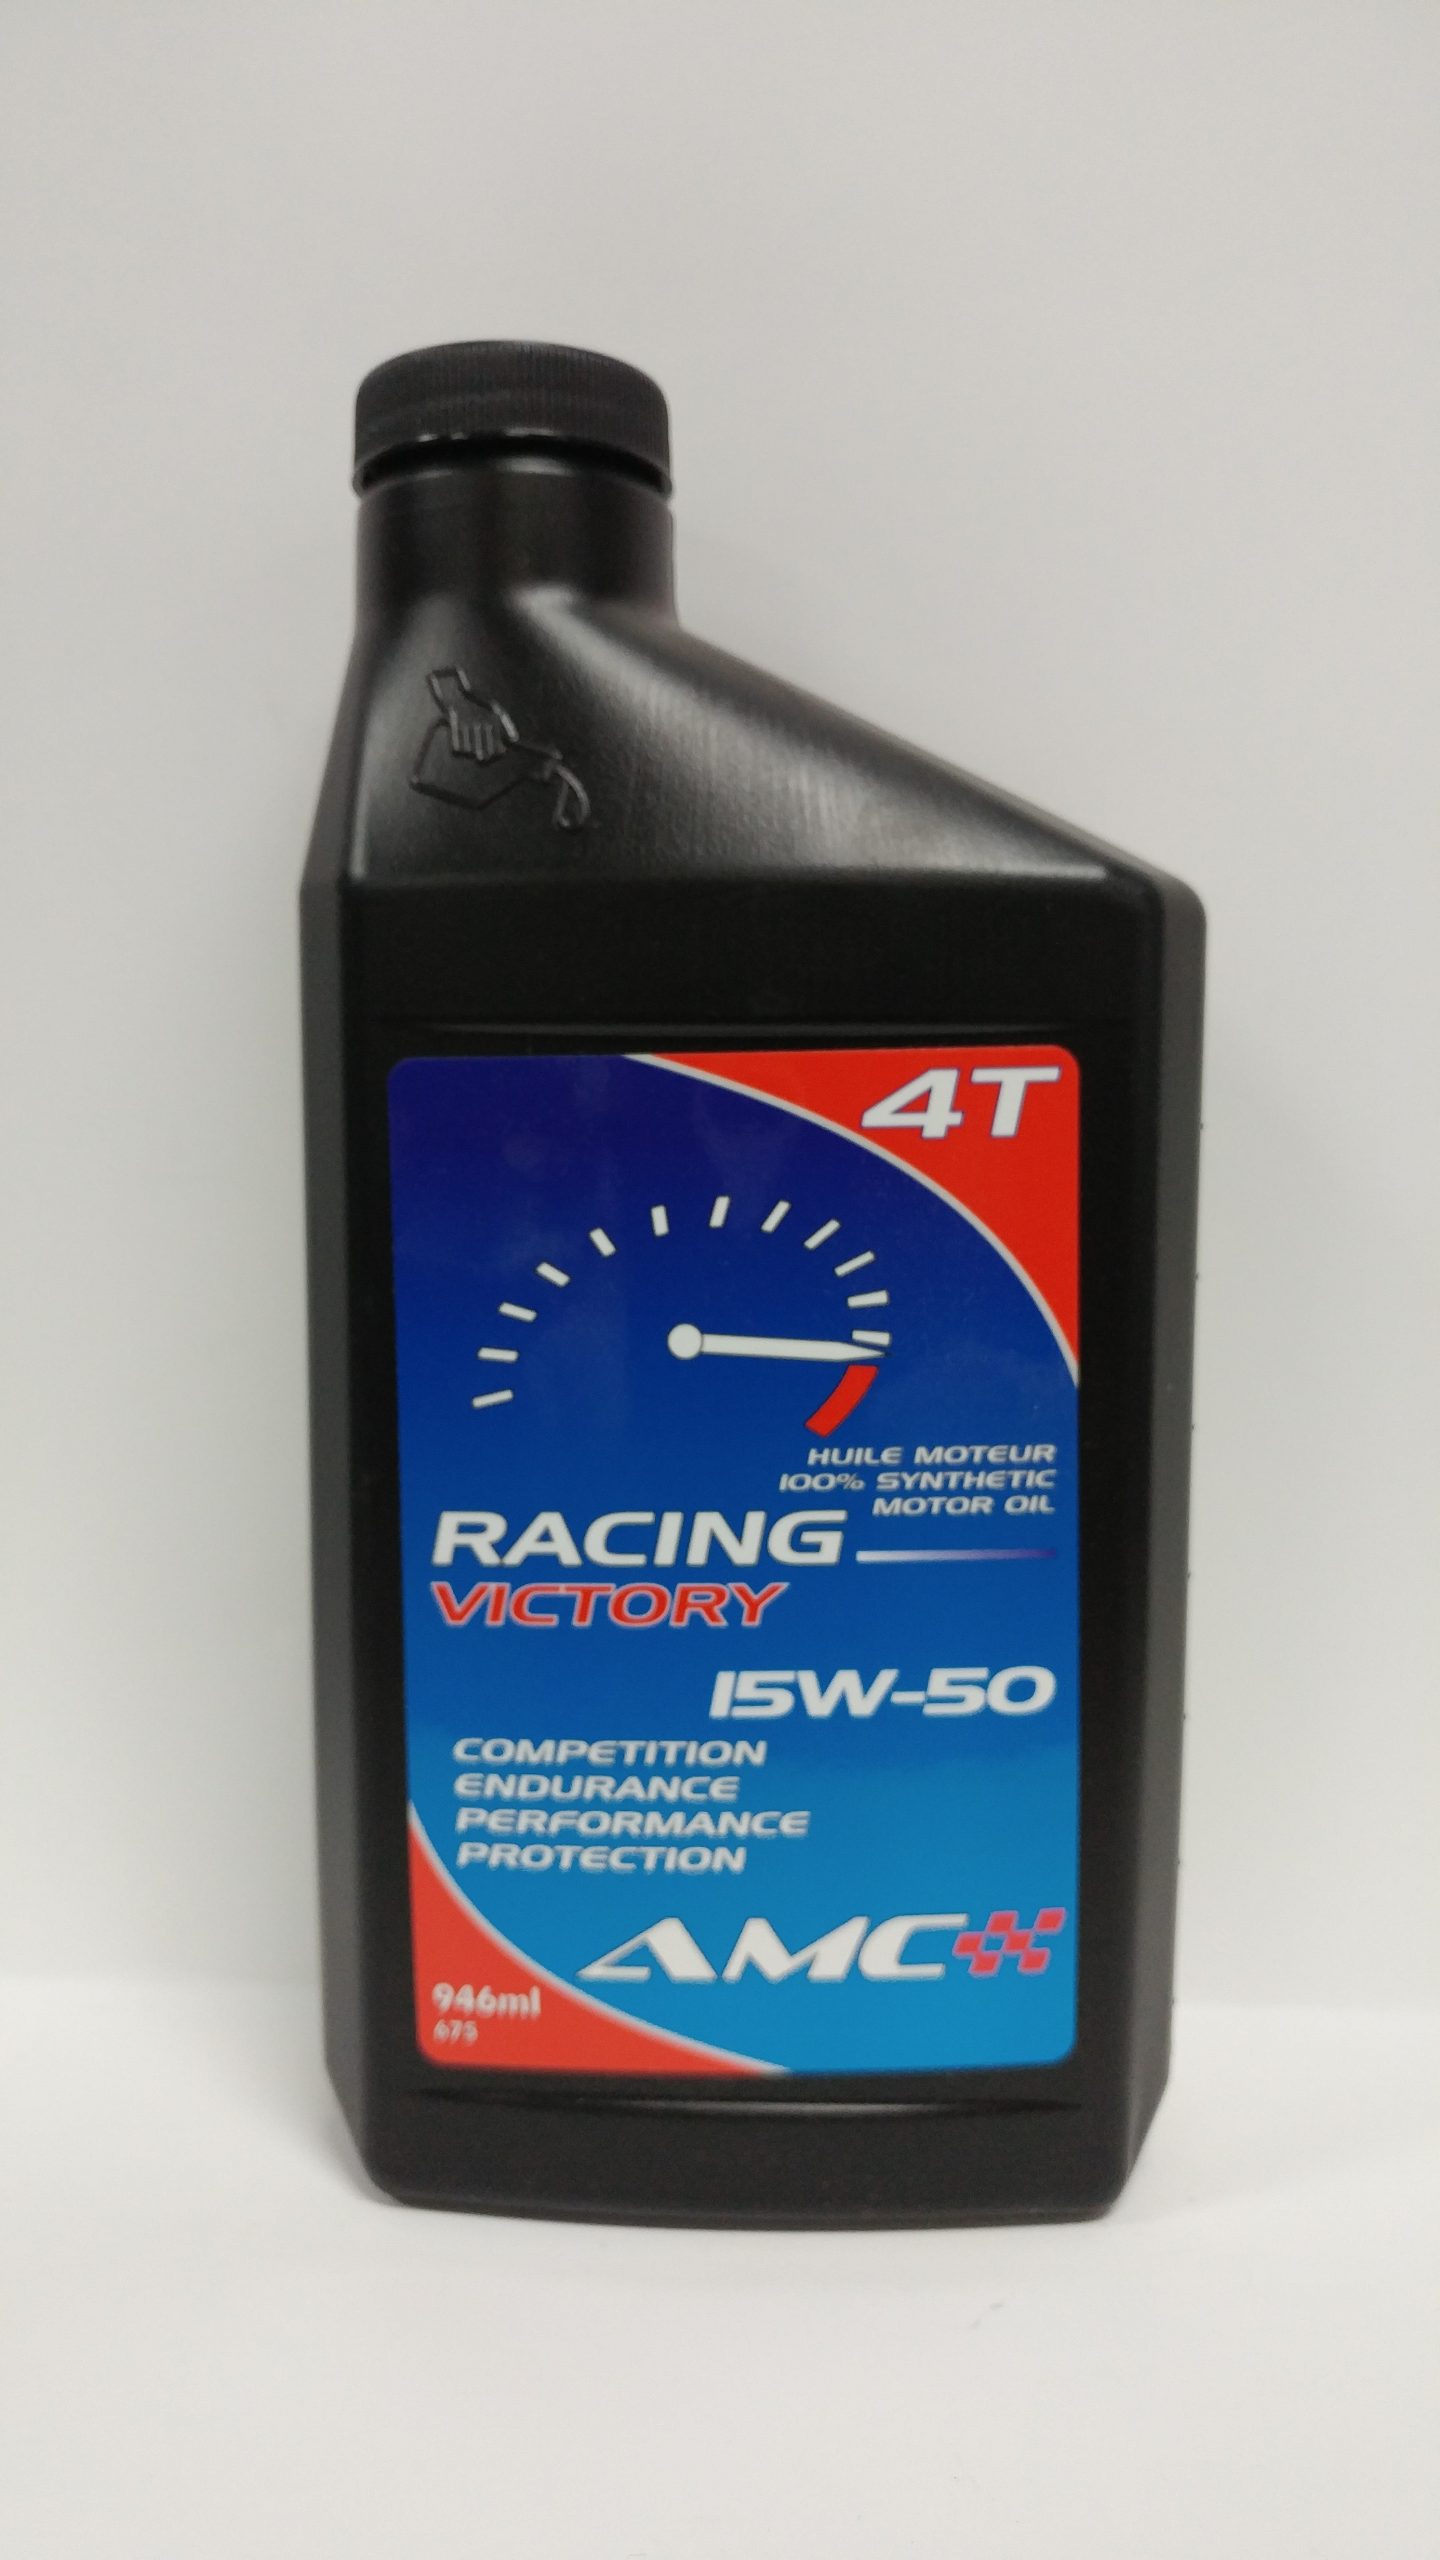 4T
HUILE MOTEUR
100% SYNTHETIC
MOTOR OIL
RACING
VICTORY
15W-50
COMPETITION
ENDURANCE
PERFORMANCE
PROTECTION
AMC
946ml
675